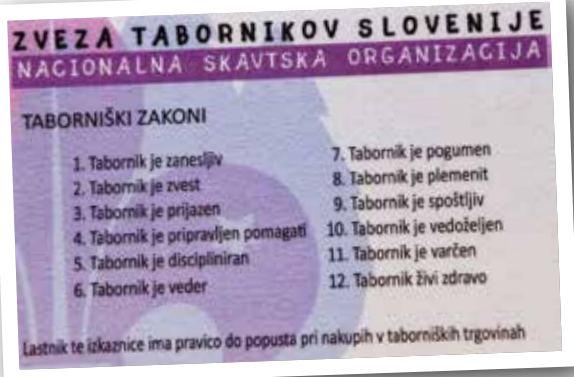 ZVEZA TABORNIKOV SLOVENIJE
NACIONALNA SKAVTSKA ORGANIZACIJA
TABORNIŠKI ZAKONI
1. Tabornik je zanesljiv
2. Tabornik je zvest
3. Tabornik je prijazen
4. Tabornik je pripravljen pomagati
5. Tabornik je discipliniran
6. Tabornik je veder
7. Tabornik je pogumen
8. Tabornik je plemenit
9. Tabornik je spoštljiv
10. Tabornik je vedoželjen
11. Tabornik je varčen
12. Tabornik živi zdravo
Lastnik te izkaznice ima pravico do popusta pri nakupih v taborniških trgovinah